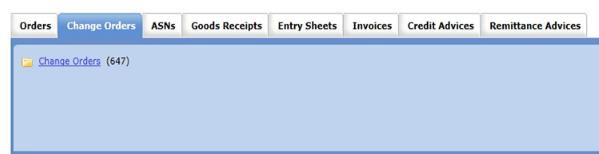 Orders Change Orders ASNs Goods Receipts Entry Sheets Invoices Credit Advices Remittance Advices
Change Orders (647)